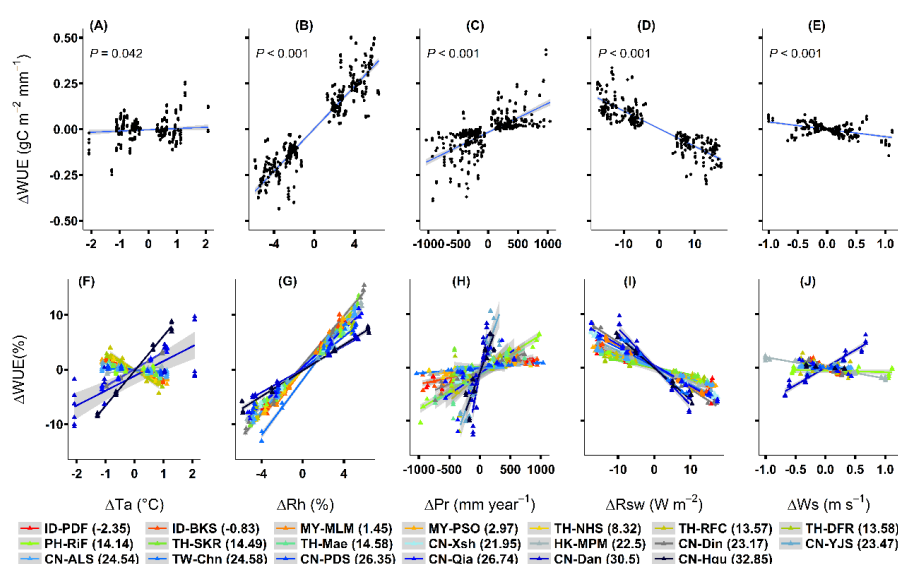 (A) (B) (C) (D) (E)
P = 0.042 P < 0.001 P < 0.001 P < 0.001 P < 0.001
ΔWUE (gC m⁻² mm⁻¹)
0.50
0.25
0.00
-0.25
-0.50
-2 -1 0 1 2 -4 0 4 -1000 -500 0 500 1000 -10 0 10 -1.0 -0.5 0.0 0.5 1.0
(F) (G) (H) (I) (J)
ΔWUE(%)
10
0
-10
-2 -1 0 1 2 -4 0 4 -1000 -500 0 500 1000 -10 0 10 -1.0 -0.5 0.0 0.5 1.0
ΔTa (°C) ΔRh (%) ΔPr (mm year⁻¹) ΔRsw (W m⁻²) ΔWs (m s⁻¹)
ID-PDF (-2.35) ID-BKS (-0.83) MY-MLM (1.45) MY-PSO (2.97) TH-NHS (8.32) TH-RFC (13.57) TH-DFR (13.58)
PH-RiF (14.14) TH-SKR (14.49) TH-Mae (14.58) CN-Xsh (21.95) HK-MPM (22.5) CN-Din (23.17) CN-YJS (23.47)
CN-ALS (24.54) TW-Chn (24.58) CN-PDS (26.35) CN-Qia (26.74) CN-Dan (30.5) CN-Hgu (32.85)